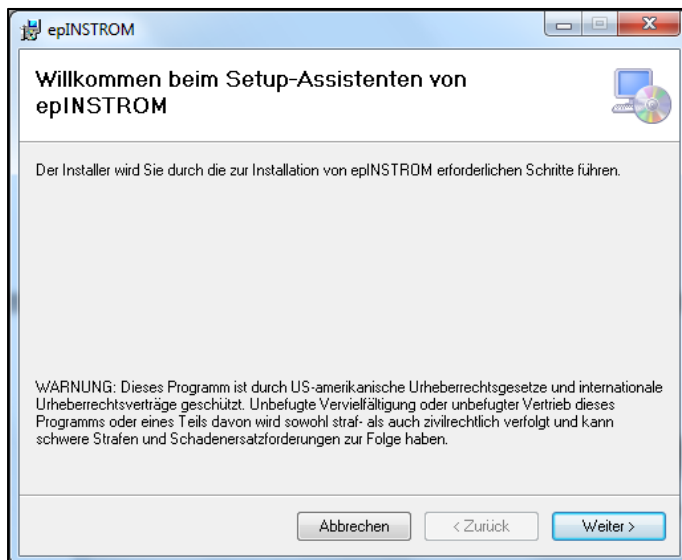 epINSTROM
Willkommen beim Setup-Assistenten von
epINSTROM
Der Installer wird Sie durch die zur Installation von epINSTROM erforderlichen Schritte führen.
WARNUNG: Dieses Programm ist durch US-amerikanische Urheberrechtsgesetze und internationale
Urheberrechtsverträge geschützt. Unbefugte Vervielfältigung oder unbefugter Vertrieb dieses
Programms oder eines Teils davon wird sowohl straf- als auch zivilrechtlich verfolgt und kann
schwere Strafen und Schadenersatzforderungen zur Folge haben.
Abbrechen < Zurück Weiter >